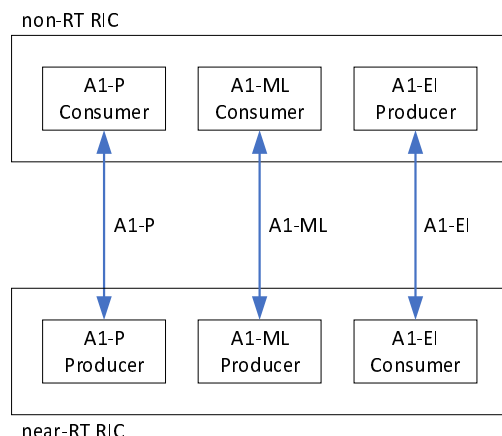 non-RT RIC
A1-P
Consumer
A1-ML
Consumer
A1-EI
Producer
A1-P
A1-ML
A1-EI
A1-P
Producer
A1-ML
Producer
A1-EI
Consumer
near-RT RIC